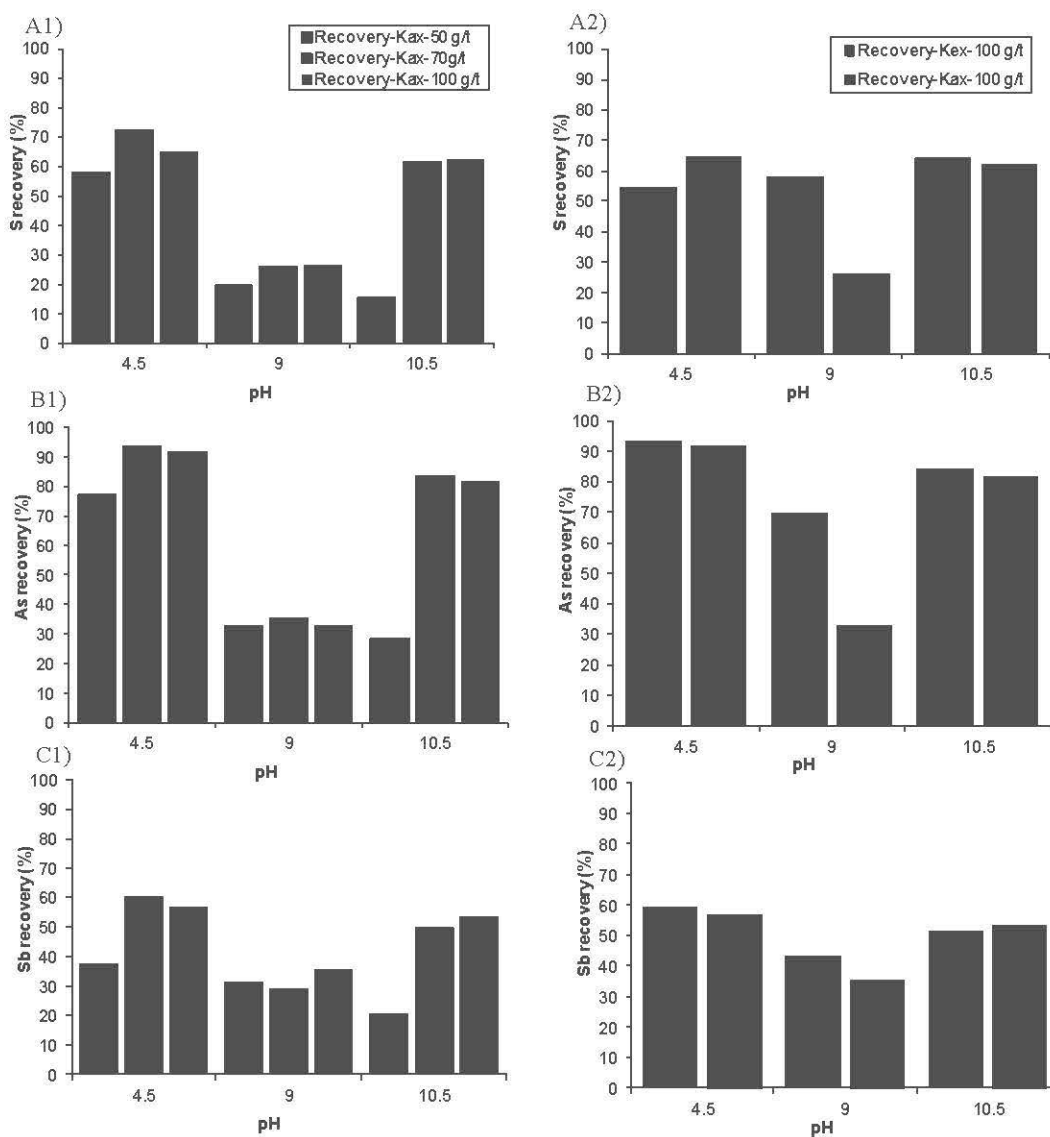 A1)
Recovery-Kax-50 g/t
Recovery-Kax-70g/t
Recovery-Kax-100 g/t
S recovery (%)
100
90
80
70
60
50
40
30
20
10
0
4.5 9 10.5
pH
A2)
Recovery-Kex-100 g/t
Recovery-Kax-100 g/t
S recovery (%)
100
90
80
70
60
50
40
30
20
10
0
4.5 9 10.5
pH
B1)
As recovery (%)
100
90
80
70
60
50
40
30
20
10
0
4.5 9 10.5
pH
B2)
As recovery (%)
100
90
80
70
60
50
40
30
20
10
0
4.5 9 10.5
pH
C1)
Sb recovery (%)
100
90
80
70
60
50
40
30
20
10
0
4.5 9 10.5
pH
C2)
Sb recovery (%)
100
90
80
70
60
50
40
30
20
10
0
4.5 9 10.5
pH